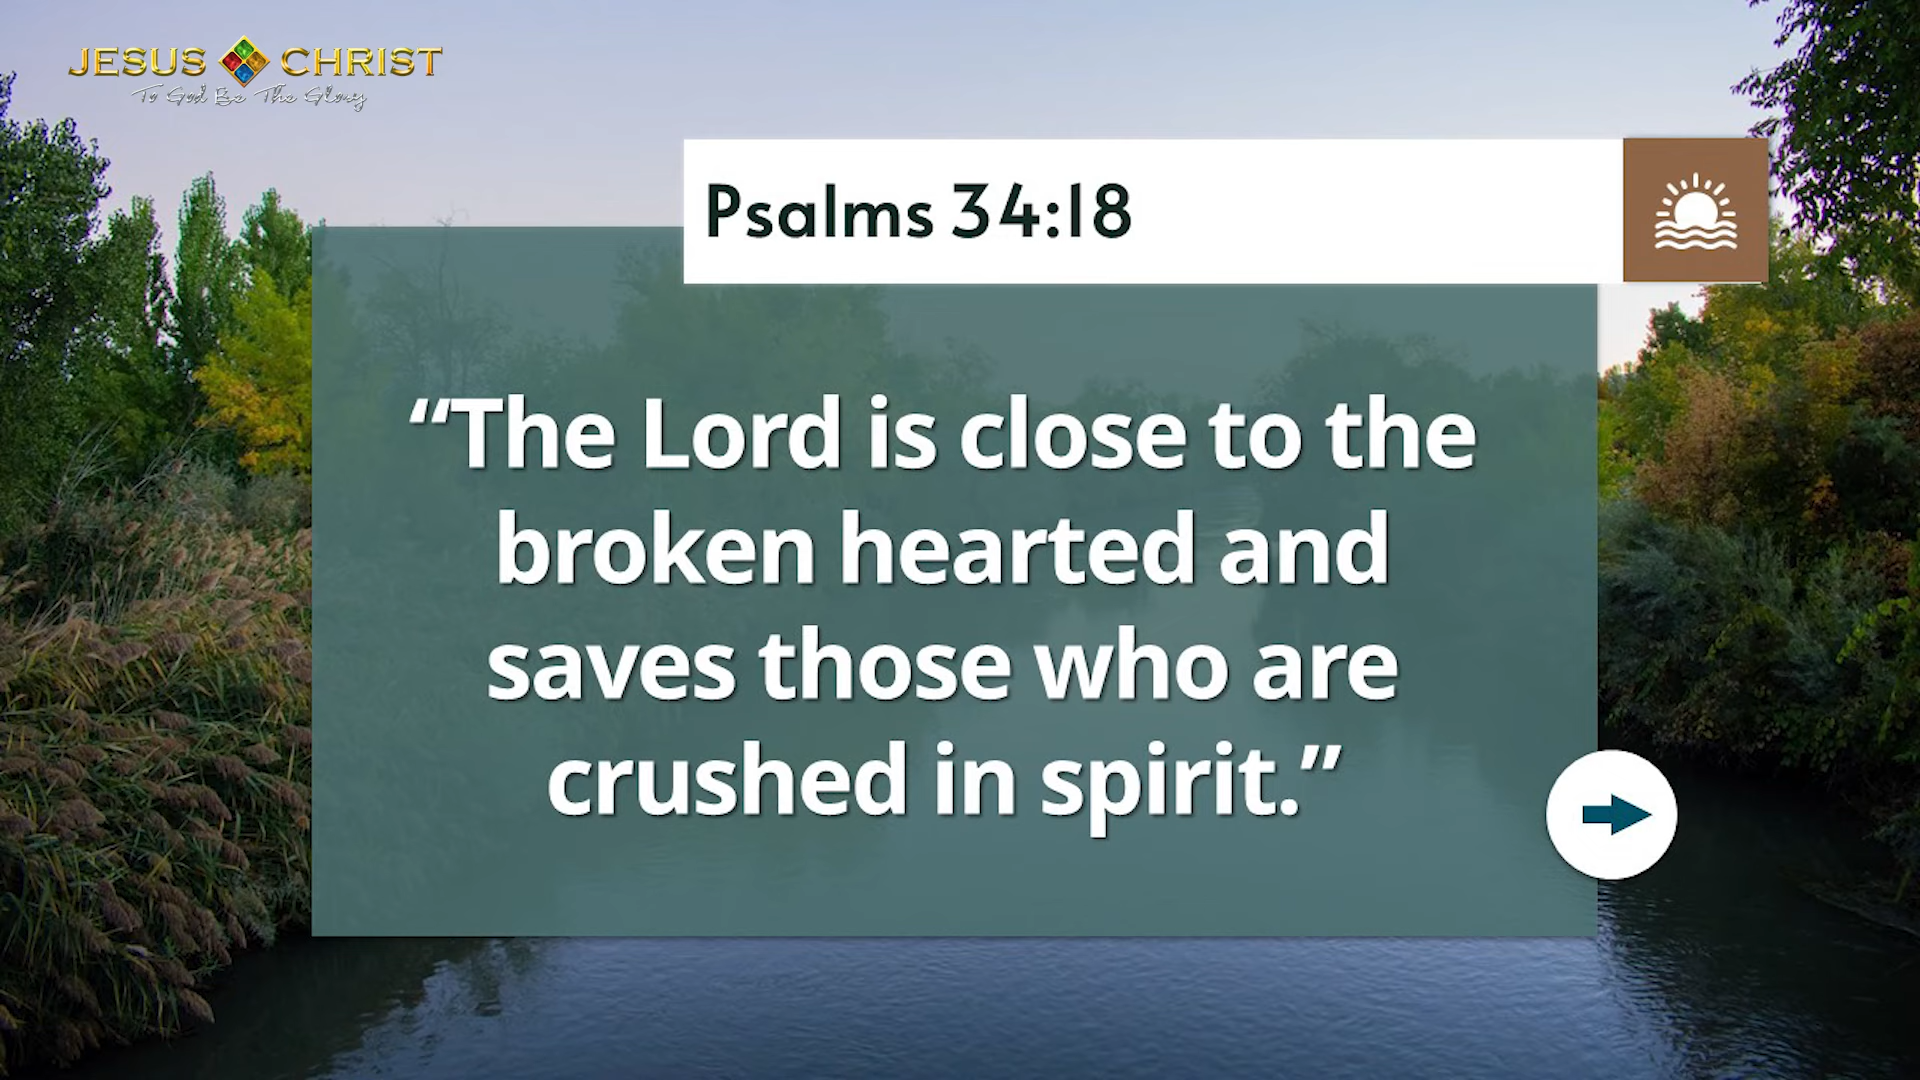 JESUS CHRIST
To God Be The Glory
Psalms 34:18
“The Lord is close to the
broken hearted and
saves those who are
crushed in spirit.”